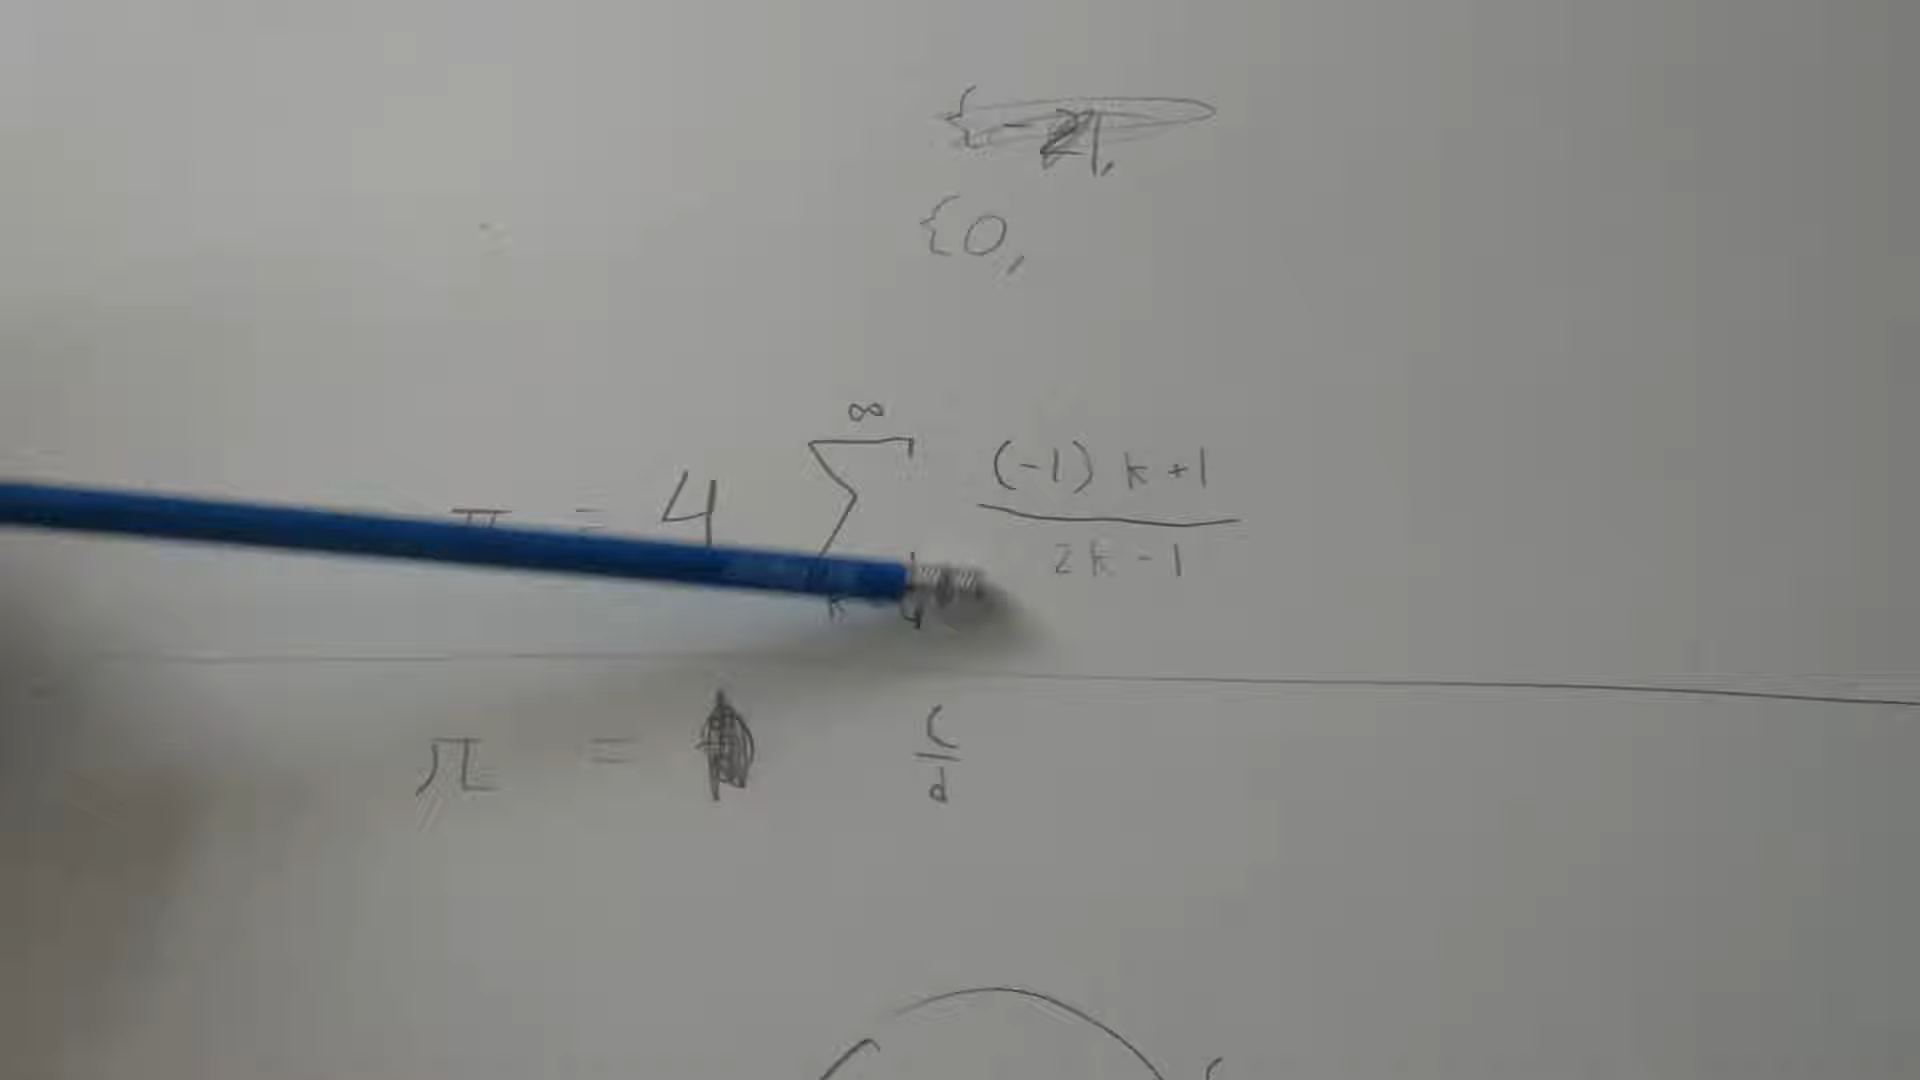 {0,
π = 4 ∑ ∞ (-1) k+1 / 2k-1
π = C/d